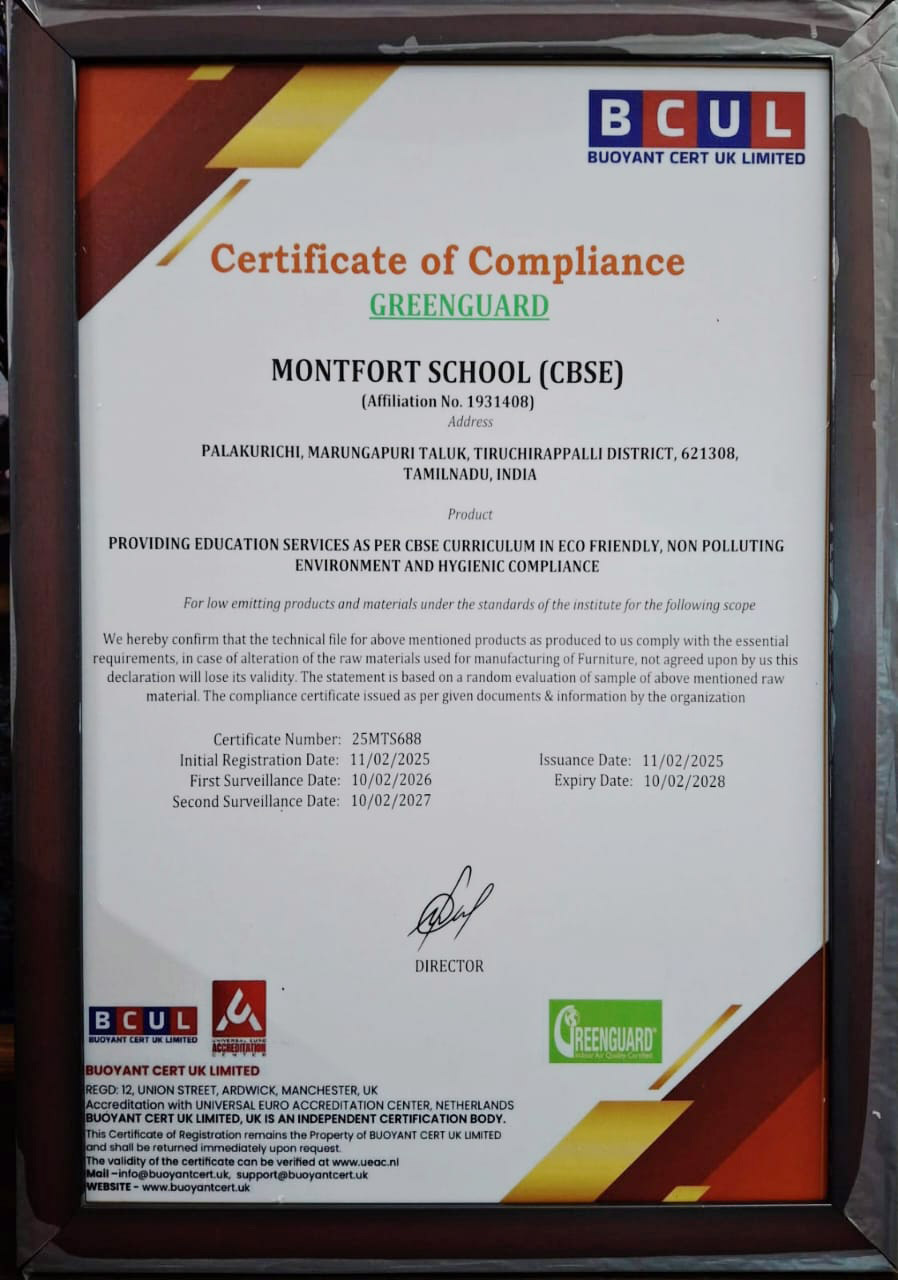 BCUL
BUOYANT CERT UK LIMITED
Certificate of Compliance
GREENGUARD
MONTFORT SCHOOL (CBSE)
(Affiliation No. 1931408)
Address
PALAKURICHI, MARUNGAPURI TALUK, TIRUCHIRAPPALLI DISTRICT, 621308,
TAMILNADU, INDIA
Product
PROVIDING EDUCATION SERVICES AS PER CBSE CURRICULUM IN ECO FRIENDLY, NON POLLUTING
ENVIRONMENT AND HYGIENIC COMPLIANCE
For low emitting products and materials under the standards of the institute for the following scope
We hereby confirm that the technical file for above mentioned products as produced to us comply with the essential
requirements, in case of alteration of the raw materials used for manufacturing of Furniture, not agreed upon by us this
declaration will lose its validity. The statement is based on a random evaluation of sample of above mentioned raw
material. The compliance certificate issued as per given documents & information by the organization
Certificate Number: 25MTS688
Initial Registration Date: 11/02/2025 Issuance Date: 11/02/2025
First Surveillance Date: 10/02/2026 Expiry Date: 10/02/2028
Second Surveillance Date: 10/02/2027
DIRECTOR
BCUL
BUOYANT CERT UK LIMITED
UNIVERSAL EURO
ACCREDITATION
CENTER
GREENGUARD
Indoor Air Quality Certified
BUOYANT CERT UK LIMITED
REGD: 12, UNION STREET, ARDWICK, MANCHESTER, UK
Accreditation with UNIVERSAL EURO ACCREDITATION CENTER, NETHERLANDS
BUOYANT CERT UK LIMITED, UK IS AN INDEPENDENT CERTIFICATION BODY.
This Certificate of Registration remains the Property of BUOYANT CERT UK LIMITED
and shall be returned immediately upon request.
The validity of the certificate can be verified at www.ueac.nl
Mail –info@buoyantcert.uk, support@buoyantcert.uk
WEBSITE - www.buoyantcert.uk